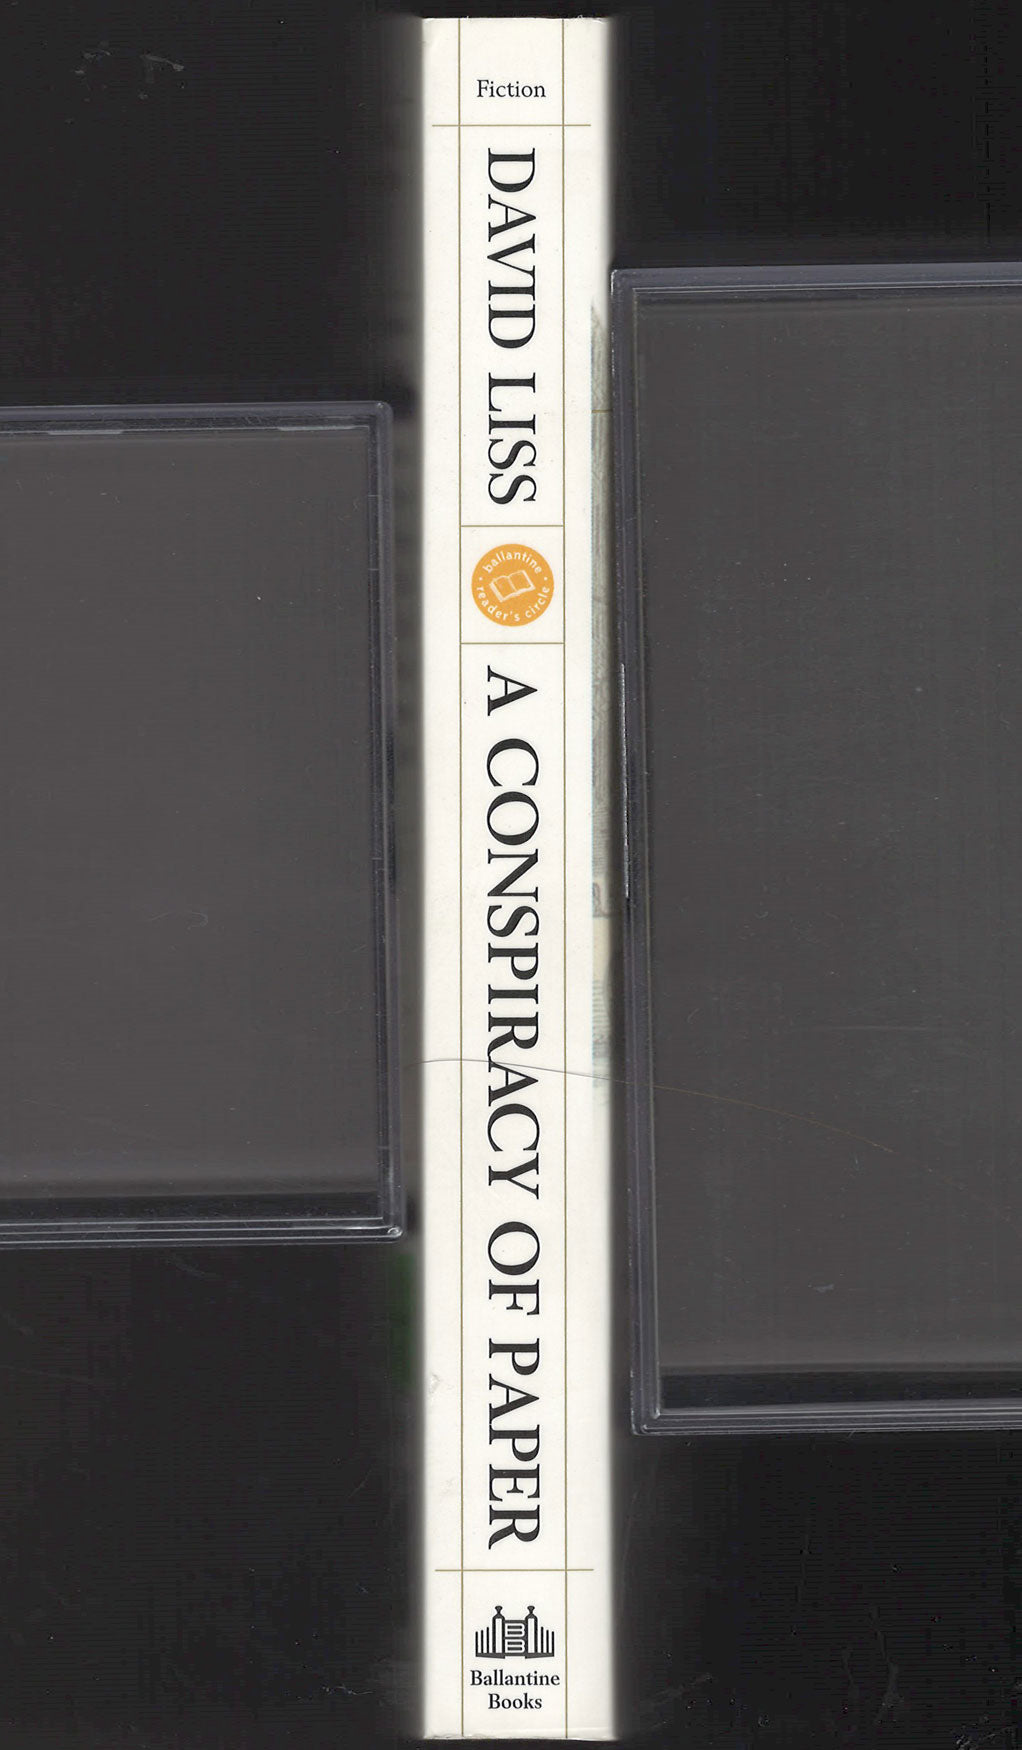 Fiction
DAVID LISS
ballantine
reader's circle
A CONSPIRACY OF PAPER
Ballantine
Books